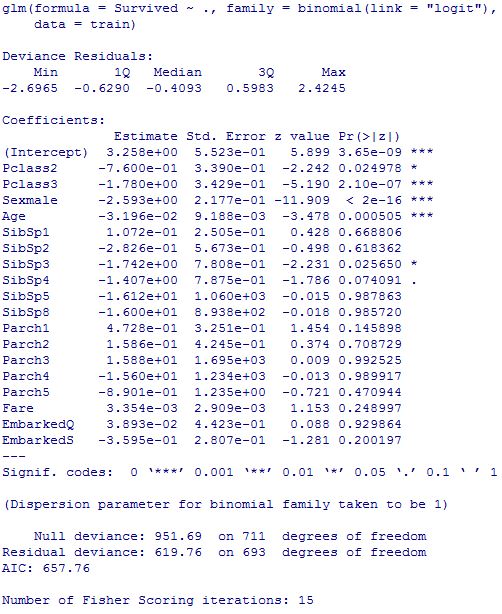 glm(formula = Survived ~ ., family = binomial(link = "logit"),
    data = train)

Deviance Residuals:
    Min       1Q   Median       3Q      Max
-2.6965  -0.6290  -0.4093   0.5983   2.4245

Coefficients:
              Estimate Std. Error z value Pr(>|z|)
(Intercept)  3.258e+00  5.523e-01   5.899 3.65e-09 ***
Pclass2     -7.600e-01  3.390e-01  -2.242 0.024978 *
Pclass3     -1.780e+00  3.429e-01  -5.190 2.10e-07 ***
Sexmale     -2.593e+00  2.177e-01 -11.909  < 2e-16 ***
Age         -3.196e-02  9.188e-03  -3.478 0.000505 ***
SibSp1       1.072e-01  2.505e-01   0.428 0.668806
SibSp2      -2.826e-01  5.673e-01  -0.498 0.618362
SibSp3      -1.742e+00  7.808e-01  -2.231 0.025650 *
SibSp4      -1.407e+00  7.875e-01  -1.786 0.074091 .
SibSp5      -1.612e+01  1.060e+03  -0.015 0.987863
SibSp8      -1.600e+01  8.938e+02  -0.018 0.985720
Parch1       4.728e-01  3.251e-01   1.454 0.145898
Parch2       1.586e-01  4.245e-01   0.374 0.708729
Parch3       1.588e+01  1.695e+03   0.009 0.992525
Parch4      -1.560e+01  1.234e+03  -0.013 0.989917
Parch5      -8.901e-01  1.235e+00  -0.721 0.470944
Fare         3.354e-03  2.909e-03   1.153 0.248997
EmbarkedQ    3.893e-02  4.423e-01   0.088 0.929864
EmbarkedS   -3.595e-01  2.807e-01  -1.281 0.200197
---
Signif. codes:  0 ‘***’ 0.001 ‘**’ 0.01 ‘*’ 0.05 ‘.’ 0.1 ‘ ’ 1

(Dispersion parameter for binomial family taken to be 1)

    Null deviance: 951.69  on 711  degrees of freedom
Residual deviance: 619.76  on 693  degrees of freedom
AIC: 657.76

Number of Fisher Scoring iterations: 15